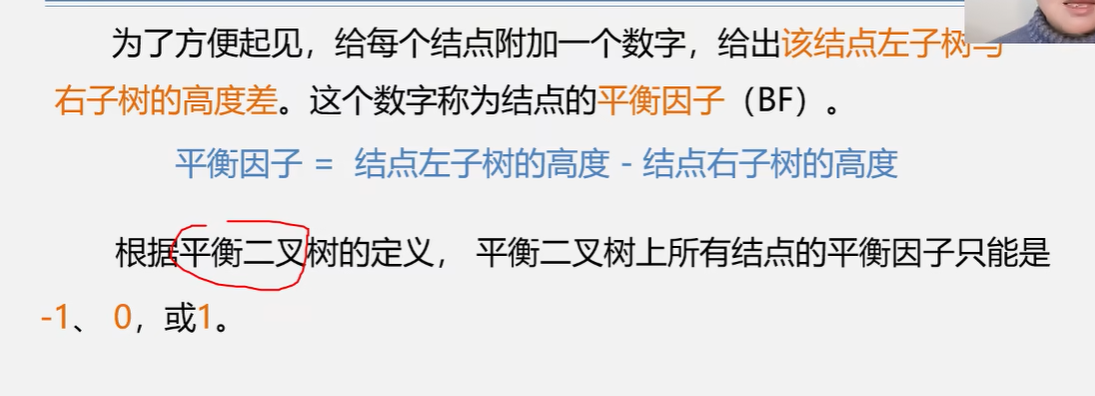 为了方便起见，给每个结点附加一个数字，给出该结点左子树与
右子树的高度差。这个数字称为结点的平衡因子（BF）。
平衡因子 = 结点左子树的高度 - 结点右子树的高度
根据平衡二叉树的定义， 平衡二叉树上所有结点的平衡因子只能是
-1、 0，或1。